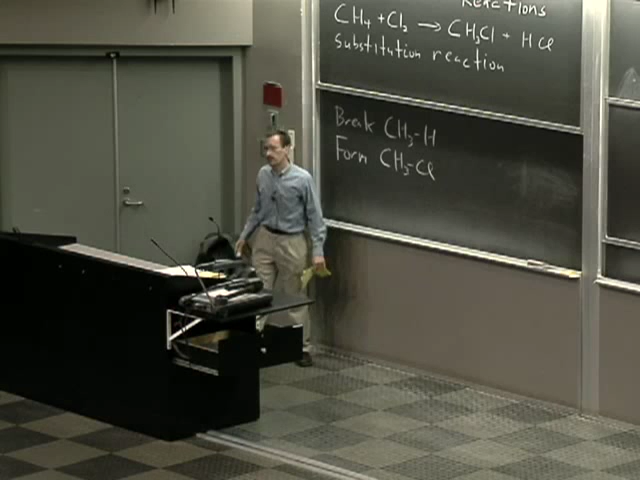 Reactions
CH₄ + Cl₂ → CH₃Cl + HCl
Substitution reaction
Break CH₃-H
Form CH₃-Cl